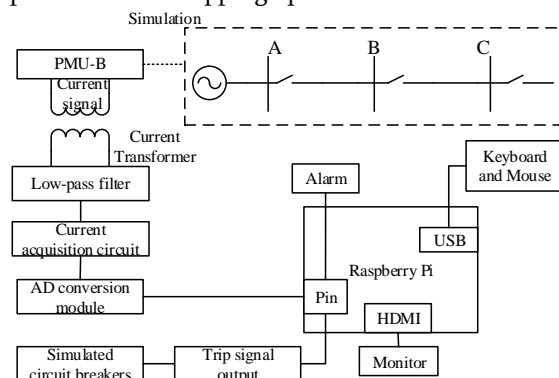 Simulation
PMU-B
A
B
C
Current
signal
Current
Transformer
Low-pass filter
Current
acquisition circuit
AD conversion
module
Simulated
circuit breakers
Trip signal
output
Alarm
Pin
Raspberry Pi
USB
HDMI
Monitor
Keyboard
and Mouse